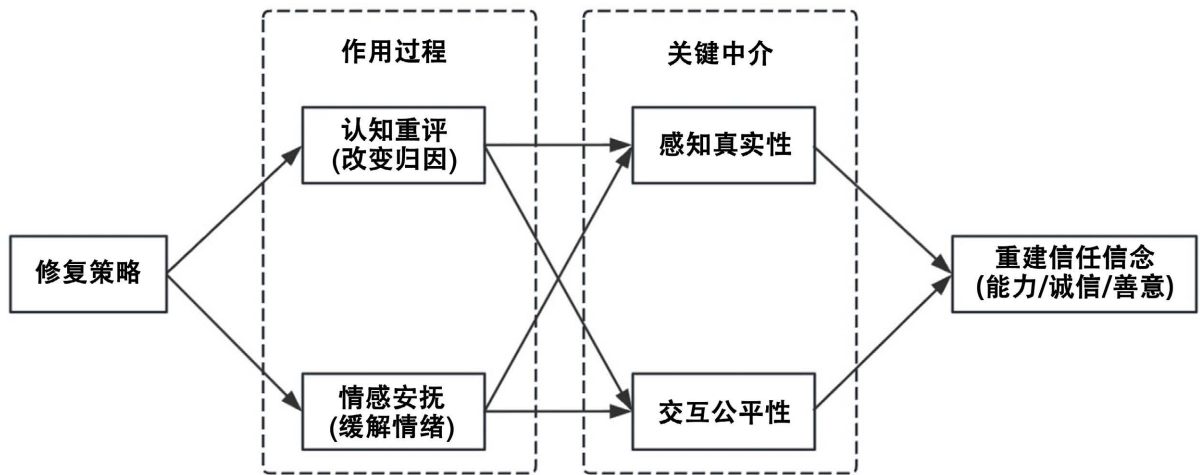 作用过程
关键中介
认知重评
(改变归因)
感知真实性
修复策略
重建信任信念
(能力/诚信/善意)
情感安抚
(缓解情绪)
交互公平性